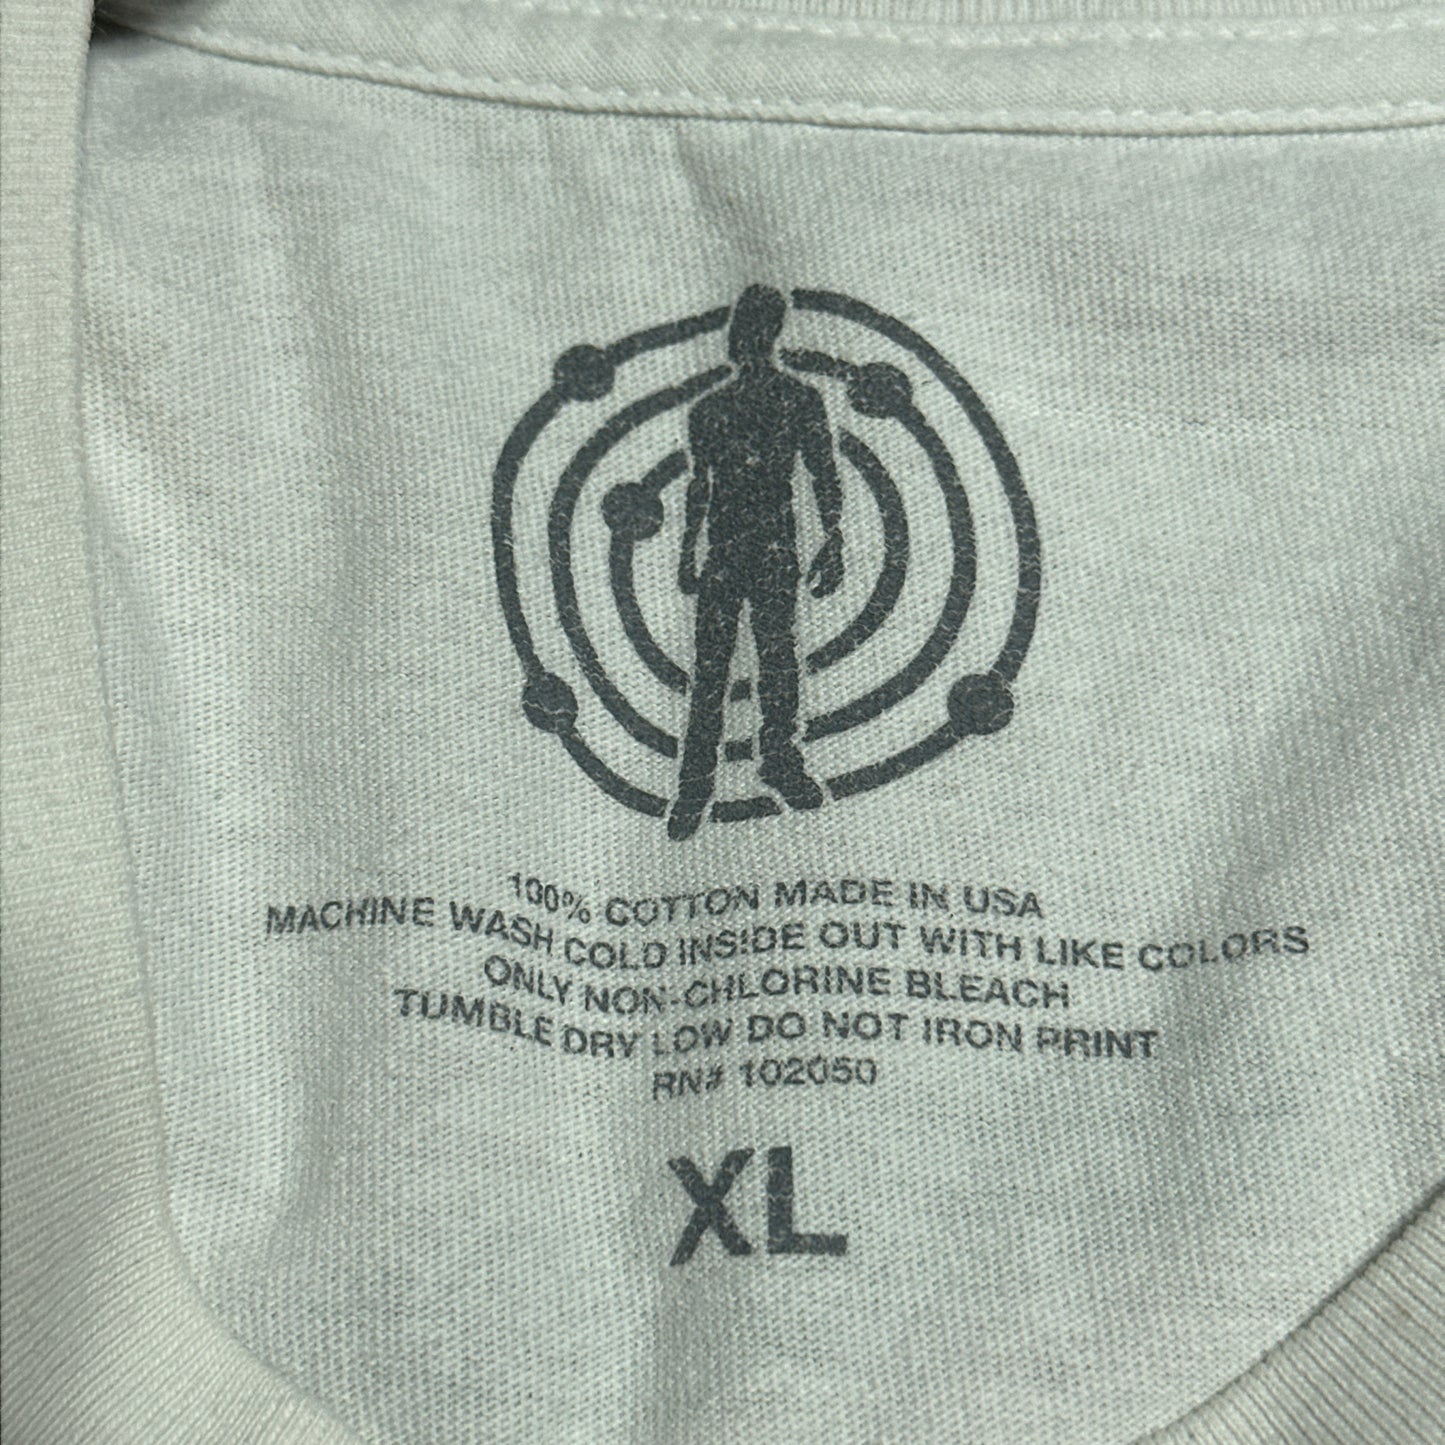 100% COTTON MADE IN USA
MACHINE WASH COLD INSIDE OUT WITH LIKE COLORS
ONLY NON-CHLORINE BLEACH
TUMBLE DRY LOW DO NOT IRON PRINT
RN# 102050
XL